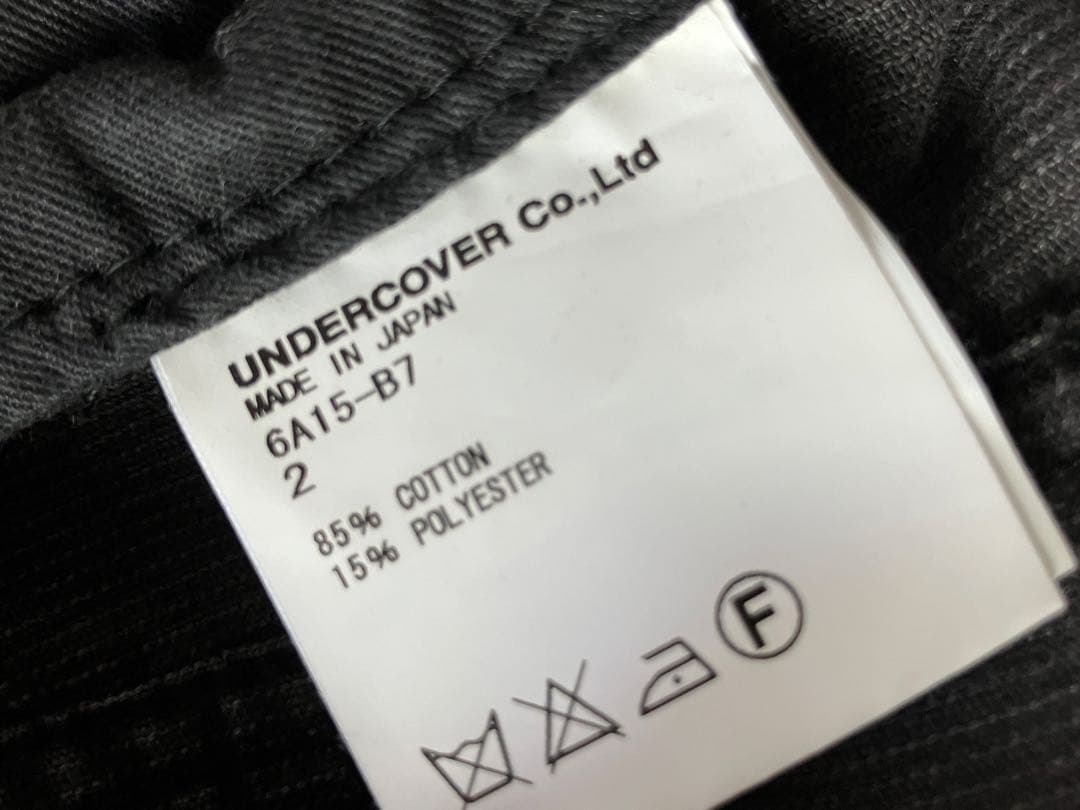 UNDERCOVER Co.,Ltd
MADE IN JAPAN
6A15-B7
2
85% COTTON
15% POLYESTER
F